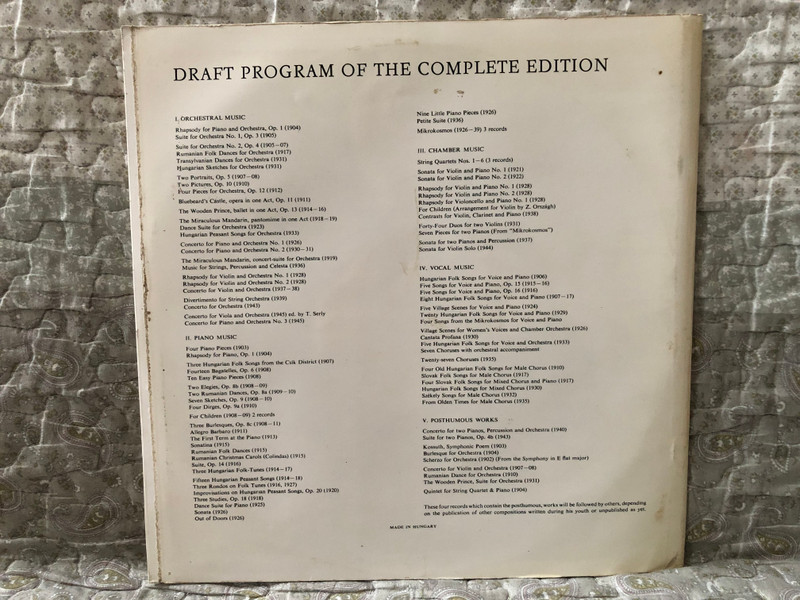 DRAFT PROGRAM OF THE COMPLETE EDITION
I. ORCHESTRAL MUSIC
Rhapsody for Piano and Orchestra, Op. 1 (1904)
Suite for Orchestra No. 1, Op. 3 (1905)
Suite for Orchestra No. 2, Op. 4 (1905—07)
Rumanian Folk Dances for Orchestra (1917)
Transylvanian Dances for Orchestra (1931)
Hungarian Sketches for Orchestra (1931)
Two Portraits, Op. 5 (1907—08)
Two Pictures, Op. 10 (1910)
Four Pieces for Orchestra, Op. 12 (1912)
Bluebeard's Castle, opera in one Act, Op. 11 (1911)
The Wooden Prince, ballet in one Act, Op. 13 (1914—16)
The Miraculous Mandarin, pantomime in one Act (1918—19)
Dance Suite for Orchestra (1923)
Hungarian Peasant Songs for Orchestra (1933)
Concerto for Piano and Orchestra No. 1 (1926)
Concerto for Piano and Orchestra No. 2 (1930—31)
The Miraculous Mandarin, concert-suite for Orchestra (1919)
Music for Strings, Percussion and Celesta (1936)
Rhapsody for Violin and Orchestra No. 1 (1928)
Rhapsody for Violin and Orchestra No. 2 (1928)
Concerto for Violin and Orchestra (1937—38)
Divertimento for String Orchestra (1939)
Concerto for Orchestra (1943)
Concerto for Viola and Orchestra (1945) ed. by T. Serly
Concerto for Piano and Orchestra No. 3 (1945)
II. PIANO MUSIC
Four Piano Pieces (1903)
Rhapsody for Piano, Op. 1 (1904)
Three Hungarian Folk Songs from the Csík District (1907)
Fourteen Bagatelles, Op. 6 (1908)
Ten Easy Piano Pieces (1908)
Two Elegies, Op. 8b (1908—09)
Two Rumanian Dances, Op. 8a (1909—10)
Seven Sketches, Op. 9 (1908—10)
Four Dirges, Op. 9a (1910)
For Children (1908—09) 2 records
Three Burlesques, Op. 8c (1908—11)
Allegro Barbaro (1911)
The First Term at the Piano (1913)
Sonatina (1915)
Rumanian Folk Dances (1915)
Rumanian Christmas Carols (Colindas) (1915)
Suite, Op. 14 (1916)
Three Hungarian Folk-Tunes (1914—17)
Fifteen Hungarian Peasant Songs (1914—18)
Three Rondos on Folk Tunes (1916, 1927)
Improvisations on Hungarian Peasant Songs, Op. 20 (1920)
Three Studies, Op. 18 (1918)
Dance Suite for Piano (1925)
Sonata (1926)
Out of Doors (1926)
Nine Little Piano Pieces (1926)
Petite Suite (1936)
Mikrokosmos (1926—39) 3 records
III. CHAMBER MUSIC
String Quartets Nos. 1—6 (3 records)
Sonata for Violin and Piano No. 1 (1921)
Sonata for Violin and Piano No. 2 (1922)
Rhapsody for Violin and Piano No. 1 (1928)
Rhapsody for Violin and Piano No. 2 (1928)
Rhapsody for Violoncello and Piano No. 1 (1928)
For Children (Arrangement for Violin by Z. Országh)
Contrasts for Violin, Clarinet and Piano (1938)
Forty-Four Duos for two Violins (1931)
Seven Pieces for two Pianos (From "Mikrokosmos")
Sonata for two Pianos and Percussion (1937)
Sonata for Violin Solo (1944)
IV. VOCAL MUSIC
Hungarian Folk Songs for Voice and Piano (1906)
Five Songs for Voice and Piano, Op. 15 (1915—16)
Five Songs for Voice and Piano, Op. 16 (1916)
Eight Hungarian Folk Songs for Voice and Piano (1907—17)
Five Village Scenes for Voice and Piano (1924)
Twenty Hungarian Folk Songs for Voice and Piano (1929)
Four Songs from the Mikrokosmos for Voice and Piano
Village Scenes for Women's Voices and Chamber Orchestra (1926)
Cantata Profana (1930)
Five Hungarian Folk Songs for Voice and Orchestra (1933)
Seven Choruses with orchestral accompaniment
Twenty-seven Choruses (1935)
Four Old Hungarian Folk Songs for Male Chorus (1910)
Slovak Folk Songs for Male Chorus (1917)
Four Slovak Folk Songs for Mixed Chorus and Piano (1917)
Hungarian Folk Songs for Mixed Chorus (1930)
Székely Songs for Male Chorus (1932)
From Olden Times for Male Chorus (1935)
V. POSTHUMOUS WORKS
Concerto for two Pianos, Percussion and Orchestra (1940)
Suite for two Pianos, Op. 4b (1943)
Kossuth, Symphonic Poem (1903)
Burlesque for Orchestra (1904)
Scherzo for Orchestra (1902) (From the Symphony in E flat major)
Concerto for Violin and Orchestra (1907—08)
Rumanian Dance for Orchestra (1910)
The Wooden Prince, Suite for Orchestra (1931)
Quintet for String Quartet & Piano (1904)
These four records which contain the posthumous, works will be followed by others, depending
on the publication of other compositions written during his youth or unpublished as yet.
MADE IN HUNGARY